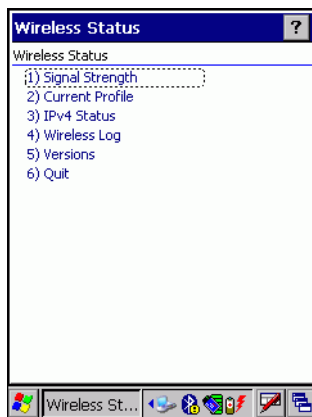 Wireless Status ?
Wireless Status
1) Signal Strength
2) Current Profile
3) IPv4 Status
4) Wireless Log
5) Versions
6) Quit
Wireless St...